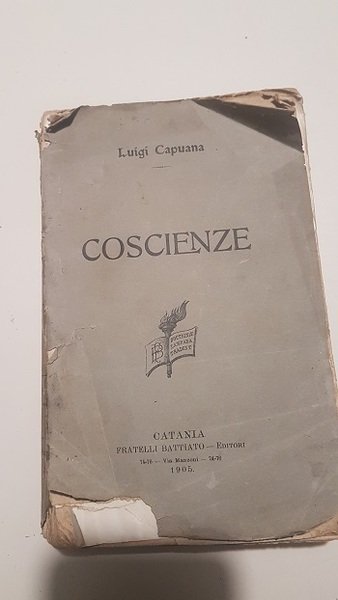 Luigi Capuana
COSCIENZE
CATANIA
FRATELLI BATTIATO — EDITORI
Via Manzoni
1905.